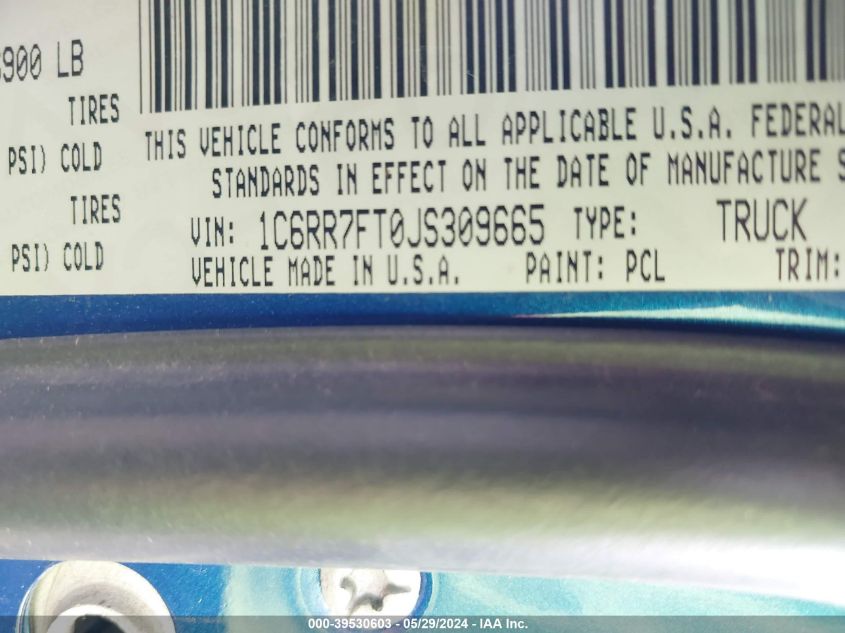 900 LB
TIRES
PSI) COLD
TIRES
PSI) COLD
THIS VEHICLE CONFORMS TO ALL APPLICABLE U.S.A. FEDERAL
STANDARDS IN EFFECT ON THE DATE OF MANUFACTURE S
VIN: 1C6RR7FT0JS309665 TYPE: TRUCK
VEHICLE MADE IN U.S.A. PAINT: PCL TRIM:
000-39530603 - 05/29/2024 - IAA Inc.